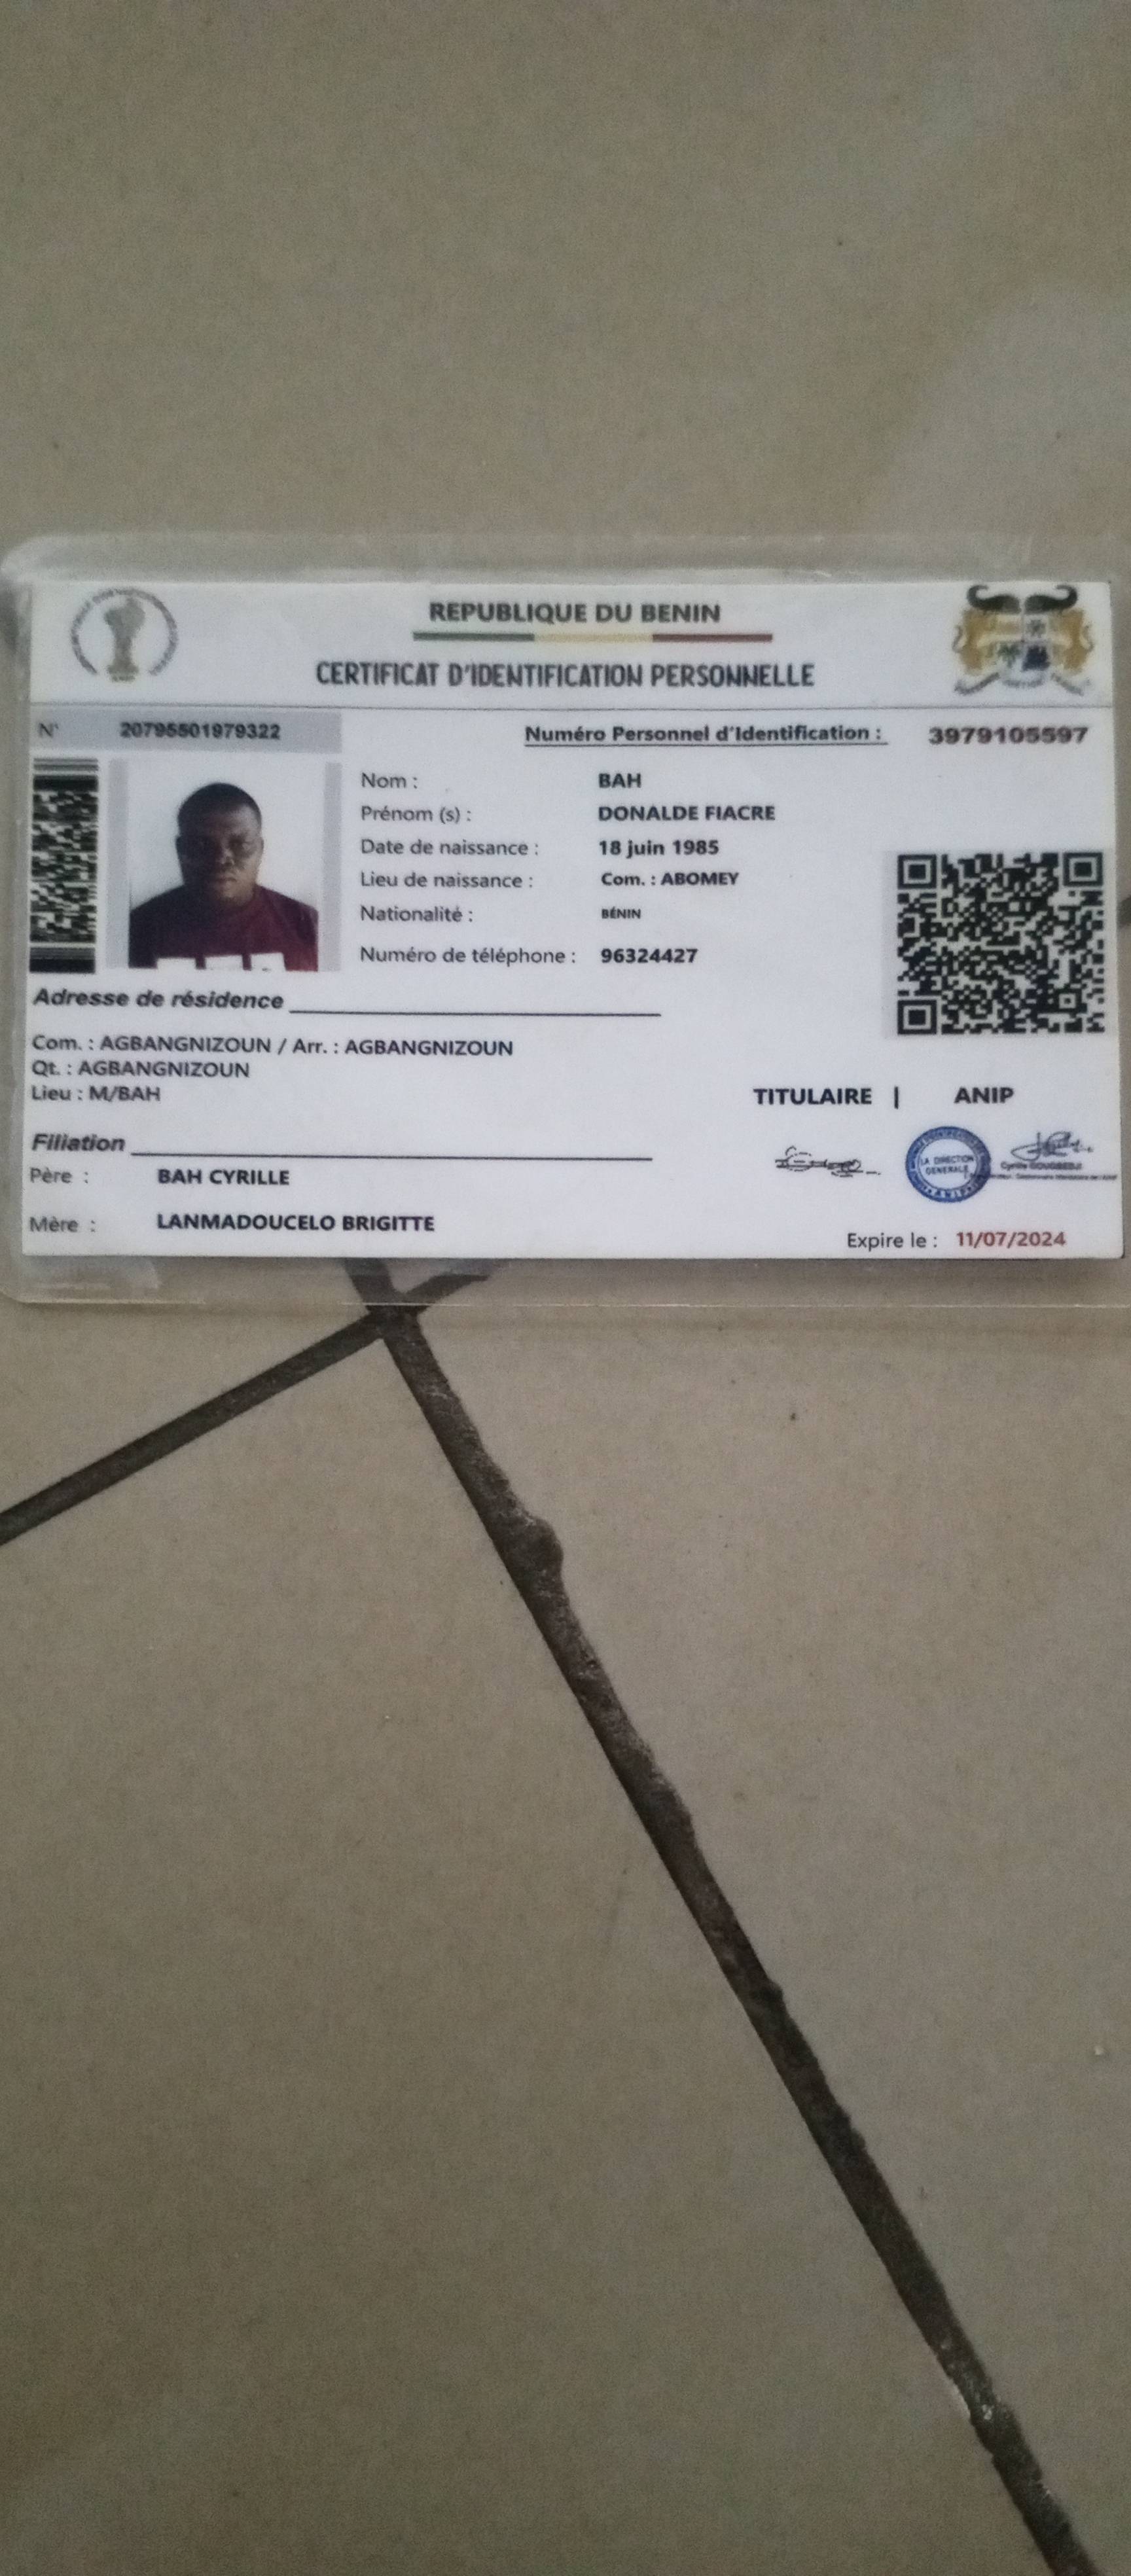 REPUBLIQUE DU BENIN
CERTIFICAT D'IDENTIFICATION PERSONNELLE
N° 20795501979322
Numéro Personnel d'Identification : 3979105597
Nom : BAH
Prénom (s) : DONALDE FIACRE
Date de naissance : 18 juin 1985
Lieu de naissance : Com. : ABOMEY
Nationalité : BÉNIN
Numéro de téléphone : 96324427
Adresse de résidence
Com. : AGBANGNIZOUN / Arr. : AGBANGNIZOUN
Qt. : AGBANGNIZOUN
Lieu : M/BAH
TITULAIRE | ANIP
LA DIRECTION
GENERALE
Filiation
Père : BAH CYRILLE
Mère : LANMADOUCELO BRIGITTE
Expire le : 11/07/2024